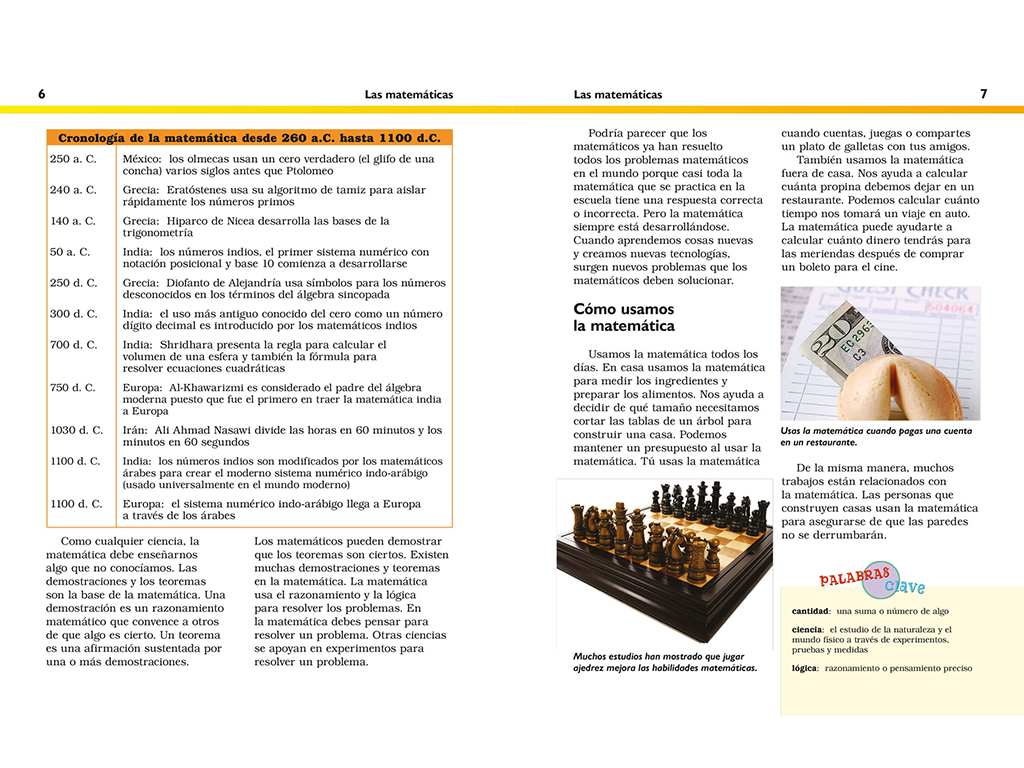 6
Las matemáticas
Cronología de la matemática desde 260 a.C. hasta 1100 d.C.
250 a. C. México: los olmecas usan un cero verdadero (el glifo de una
concha) varios siglos antes que Ptolomeo
240 a. C. Grecia: Eratóstenes usa su algoritmo de tamiz para aislar
rápidamente los números primos
140 a. C. Grecia: Hiparco de Nicea desarrolla las bases de la
trigonometría
50 a. C. India: los números indios, el primer sistema numérico con
notación posicional y base 10 comienza a desarrollarse
250 d. C. Grecia: Diofanto de Alejandría usa símbolos para los números
desconocidos en los términos del álgebra sincopada
300 d. C. India: el uso más antiguo conocido del cero como un número
dígito decimal es introducido por los matemáticos indios
700 d. C. India: Shridhara presenta la regla para calcular el
volumen de una esfera y también la fórmula para
resolver ecuaciones cuadráticas
750 d. C. Europa: Al-Khawarizmi es considerado el padre del álgebra
moderna puesto que fue el primero en traer la matemática india
a Europa
1030 d. C. Irán: Ali Ahmad Nasawi divide las horas en 60 minutos y los
minutos en 60 segundos
1100 d. C. India: los números indios son modificados por los matemáticos
árabes para crear el moderno sistema numérico indo-arábigo
(usado universalmente en el mundo moderno)
1100 d. C. Europa: el sistema numérico indo-arábigo llega a Europa
a través de los árabes
Como cualquier ciencia, la
matemática debe enseñarnos
algo que no conocíamos. Las
demostraciones y los teoremas
son la base de la matemática. Una
demostración es un razonamiento
matemático que convence a otros
de que algo es cierto. Un teorema
es una afirmación sustentada por
una o más demostraciones.
Los matemáticos pueden demostrar
que los teoremas son ciertos. Existen
muchas demostraciones y teoremas
en la matemática. La matemática
usa el razonamiento y la lógica
para resolver los problemas. En
la matemática debes pensar para
resolver un problema. Otras ciencias
se apoyan en experimentos para
resolver un problema.
Las matemáticas
7
Podría parecer que los
matemáticos ya han resuelto
todos los problemas matemáticos
en el mundo porque casi toda la
matemática que se practica en la
escuela tiene una respuesta correcta
o incorrecta. Pero la matemática
siempre está desarrollándose.
Cuando aprendemos cosas nuevas
y creamos nuevas tecnologías,
surgen nuevos problemas que los
matemáticos deben solucionar.
Cómo usamos
la matemática
Usamos la matemática todos los
días. En casa usamos la matemática
para medir los ingredientes y
preparar los alimentos. Nos ayuda a
decidir de qué tamaño necesitamos
cortar las tablas de un árbol para
construir una casa. Podemos
mantener un presupuesto al usar la
matemática. Tú usas la matemática
Muchos estudios han mostrado que jugar
ajedrez mejora las habilidades matemáticas.
cuando cuentas, juegas o compartes
un plato de galletas con tus amigos.
También usamos la matemática
fuera de casa. Nos ayuda a calcular
cuánta propina debemos dejar en un
restaurante. Podemos calcular cuánto
tiempo nos tomará un viaje en auto.
La matemática puede ayudarte a
calcular cuánto dinero tendrás para
las meriendas después de comprar
un boleto para el cine.
GUEST CHECK
504064
20
EG 2963
C3
Usas la matemática cuando pagas una cuenta
en un restaurante.
De la misma manera, muchos
trabajos están relacionados con
la matemática. Las personas que
construyen casas usan la matemática
para asegurarse de que las paredes
no se derrumbarán.
PALABRAS
clave
cantidad: una suma o número de algo
ciencia: el estudio de la naturaleza y el
mundo físico a través de experimentos,
pruebas y medidas
lógica: razonamiento o pensamiento preciso